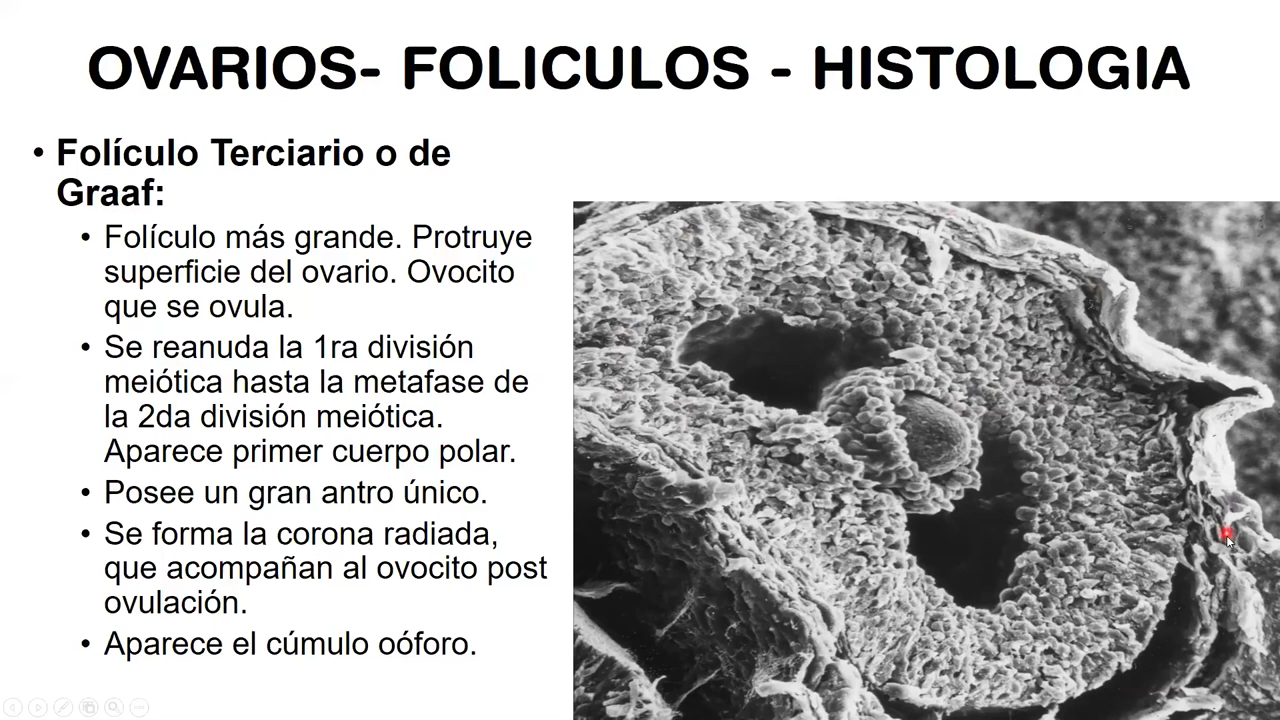 OVARIOS- FOLICULOS - HISTOLOGIA
• Folículo Terciario o de
Graaf:
• Folículo más grande. Protruye
superficie del ovario. Ovocito
que se ovula.
• Se reanuda la 1ra división
meiótica hasta la metafase de
la 2da división meiótica.
Aparece primer cuerpo polar.
• Posee un gran antro único.
• Se forma la corona radiada,
que acompañan al ovocito post
ovulación.
• Aparece el cúmulo oóforo.